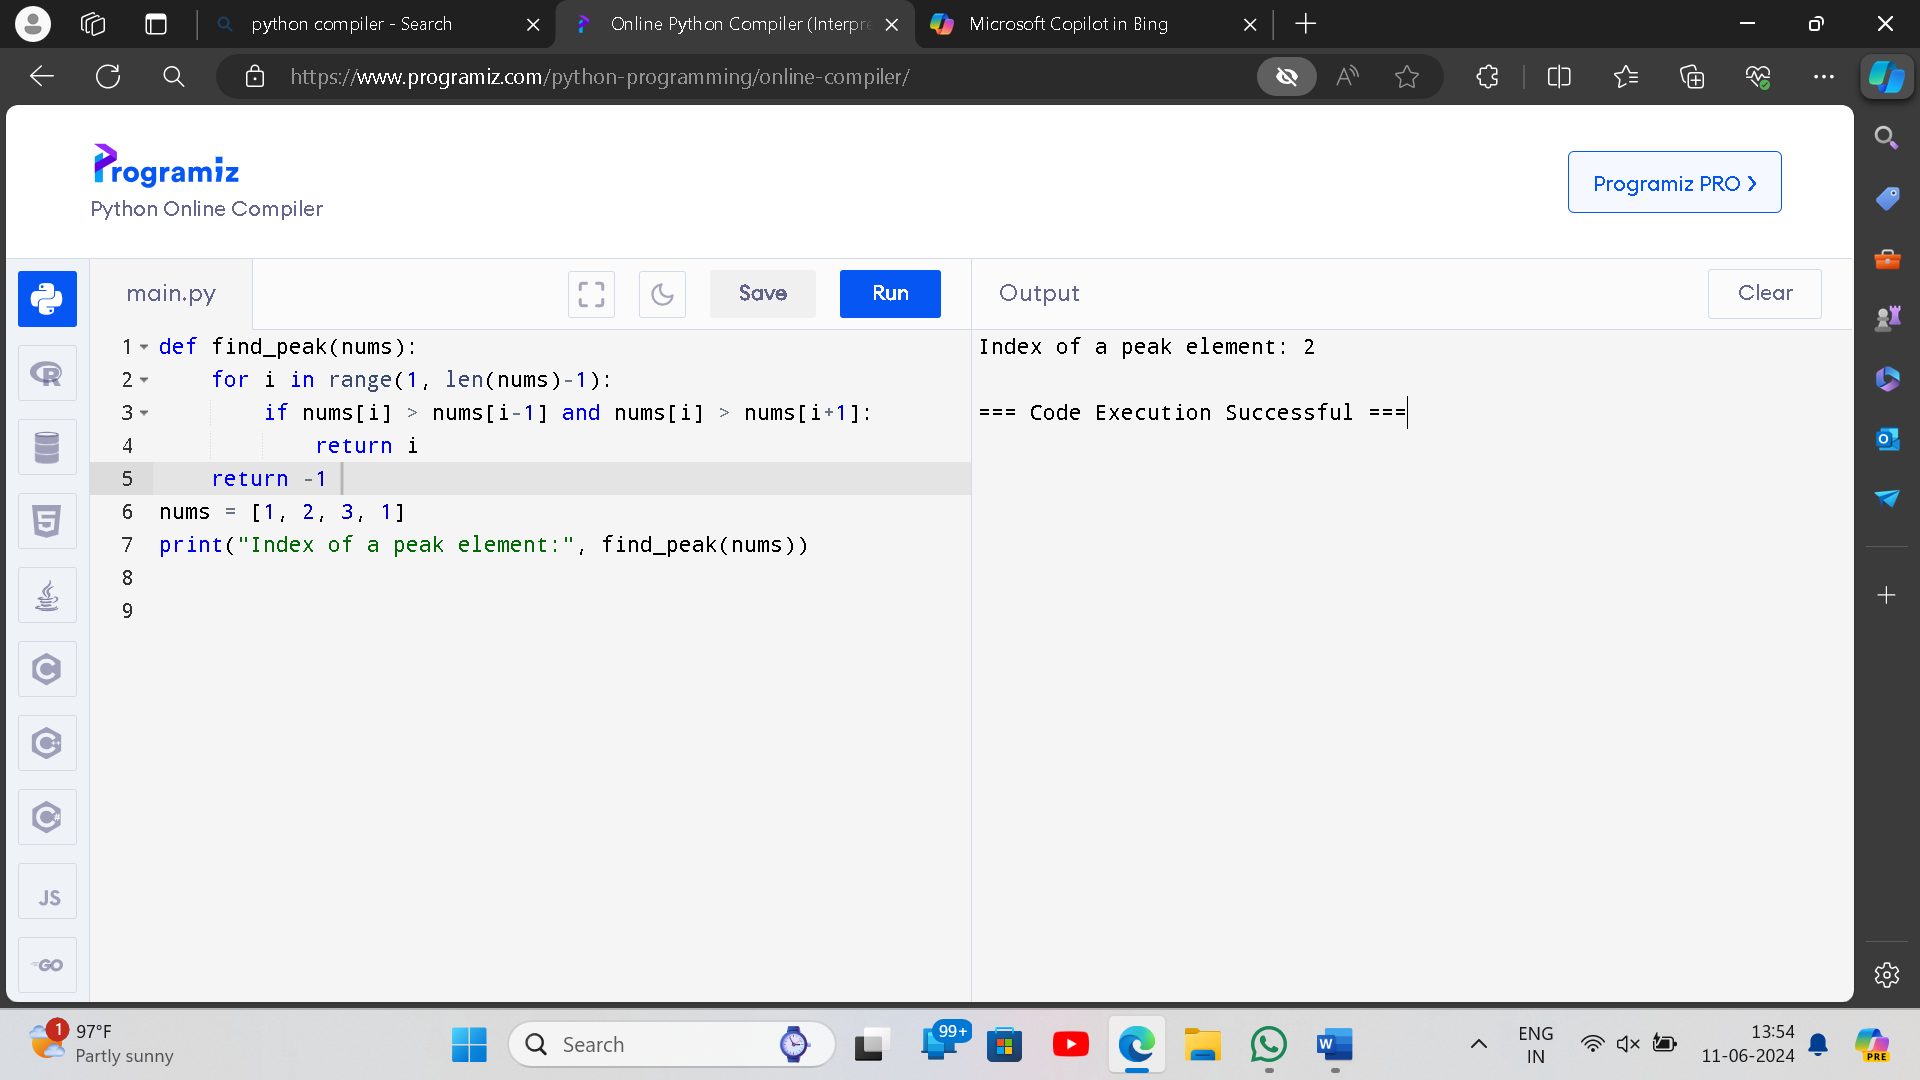 python compiler - Search
Online Python Compiler (Interpre
Microsoft Copilot in Bing
https://www.programiz.com/python-programming/online-compiler/
Programiz
Python Online Compiler
Programiz PRO
main.py
Save
Run
Output
Clear
1 def find_peak(nums):
2     for i in range(1, len(nums)-1):
3         if nums[i] > nums[i-1] and nums[i] > nums[i+1]:
4             return i
5     return -1
6 nums = [1, 2, 3, 1]
7 print("Index of a peak element:", find_peak(nums))
8
9
Index of a peak element: 2
=== Code Execution Successful ===
R
5
C
C++
C#
JS
GO
1
97°F
Partly sunny
Search
99+
W
ENG
IN
13:54
11-06-2024
PRE